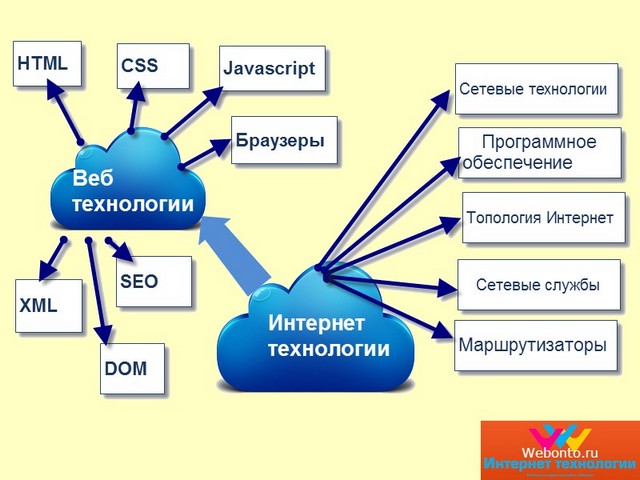 HTML
CSS
Javascript
Браузеры
Веб
технологии
XML
SEO
DOM
Сетевые технологии
Программное
обеспечение
Топология Интернет
Сетевые службы
Маршрутизаторы
Интернет
технологии
Webonto.ru
Интернет технологии